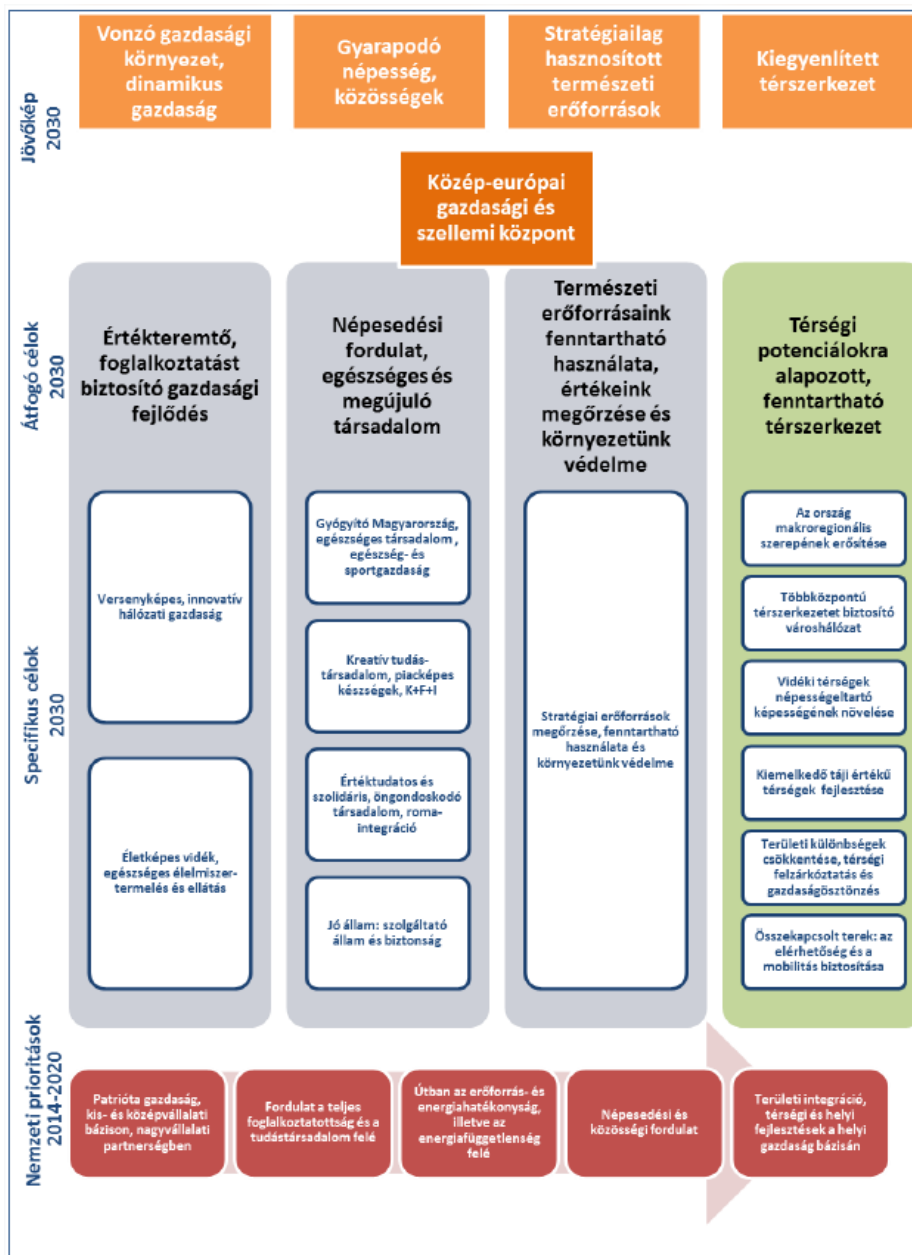 Jövőkép
2030
Vonzó gazdasági
környezet,
dinamikus
gazdaság
Gyarapodó
népesség,
közösségek
Stratégiailag
hasznosított
természeti
erőforrások
Kiegyenlített
térszerkezet
Közép-európai
gazdasági és
szellemi központ
Átfogó célok
2030
Értékteremtő,
foglalkoztatást
biztosító gazdasági
fejlődés
Népesedési
fordulat,
egészséges és
megújuló
társadalom
Természeti
erőforrásaink
fenntartható
használata,
értékeink
megőrzése és
környezetünk
védelme
Térségi
potenciálokra
alapozott,
fenntartható
térszerkezet
Specifikus célok
2030
Versenyképes, innovatív
hálózati gazdaság
Életképes vidék,
egészséges élelmiszer-
termelés és ellátás
Gyógyító Magyarország,
egészséges társadalom ,
egészség- és
sportgazdaság
Kreatív tudás-
társadalom, piacképes
készségek, K+F+I
Értéktudatos és
szolidáris, öngondoskodó
társadalom, roma-
integráció
Jó állam: szolgáltató
állam és biztonság
Stratégiai erőforrások
megőrzése, fenntartható
használata és
környezetünk védelme
Az ország
makroregionális
szerepének erősítése
Többközpontú
térszerkezetet biztosító
városhálózat
Vidéki térségek
népességeltartó
képességének növelése
Kiemelkedő táji értékű
térségek fejlesztése
Területi különbségek
csökkentése, térségi
felzárkóztatás és
gazdaságösztönzés
Összekapcsolt terek: az
elérhetőség és a
mobilitás biztosítása
Nemzeti prioritások
2014-2020
Patrióta gazdaság,
kis- és középvállalati
bázison, nagyvállalati
partnerségben
Fordulat a teljes
foglalkoztatottság és a
tudástársadalom felé
Útban az erőforrás- és
energiahatékonyság,
illetve az
energiafüggetlenség
felé
Népesedési és
közösségi fordulat
Területi integráció,
térségi és helyi
fejlesztések a helyi
gazdaság bázisán